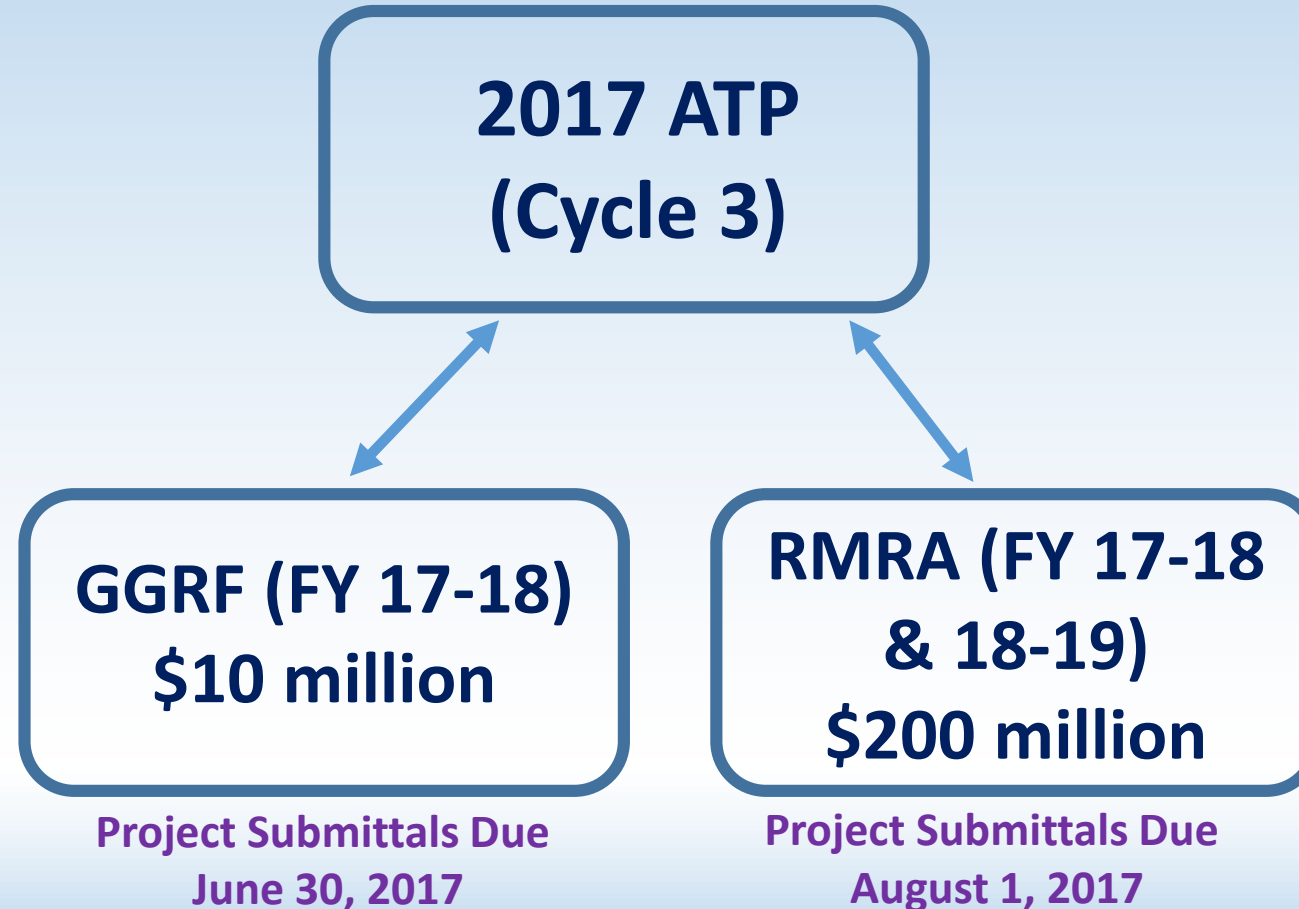 2017 ATP
(Cycle 3)
GGRF (FY 17-18)
$10 million
Project Submittals Due
June 30, 2017
RMRA (FY 17-18
& 18-19)
$200 million
Project Submittals Due
August 1, 2017